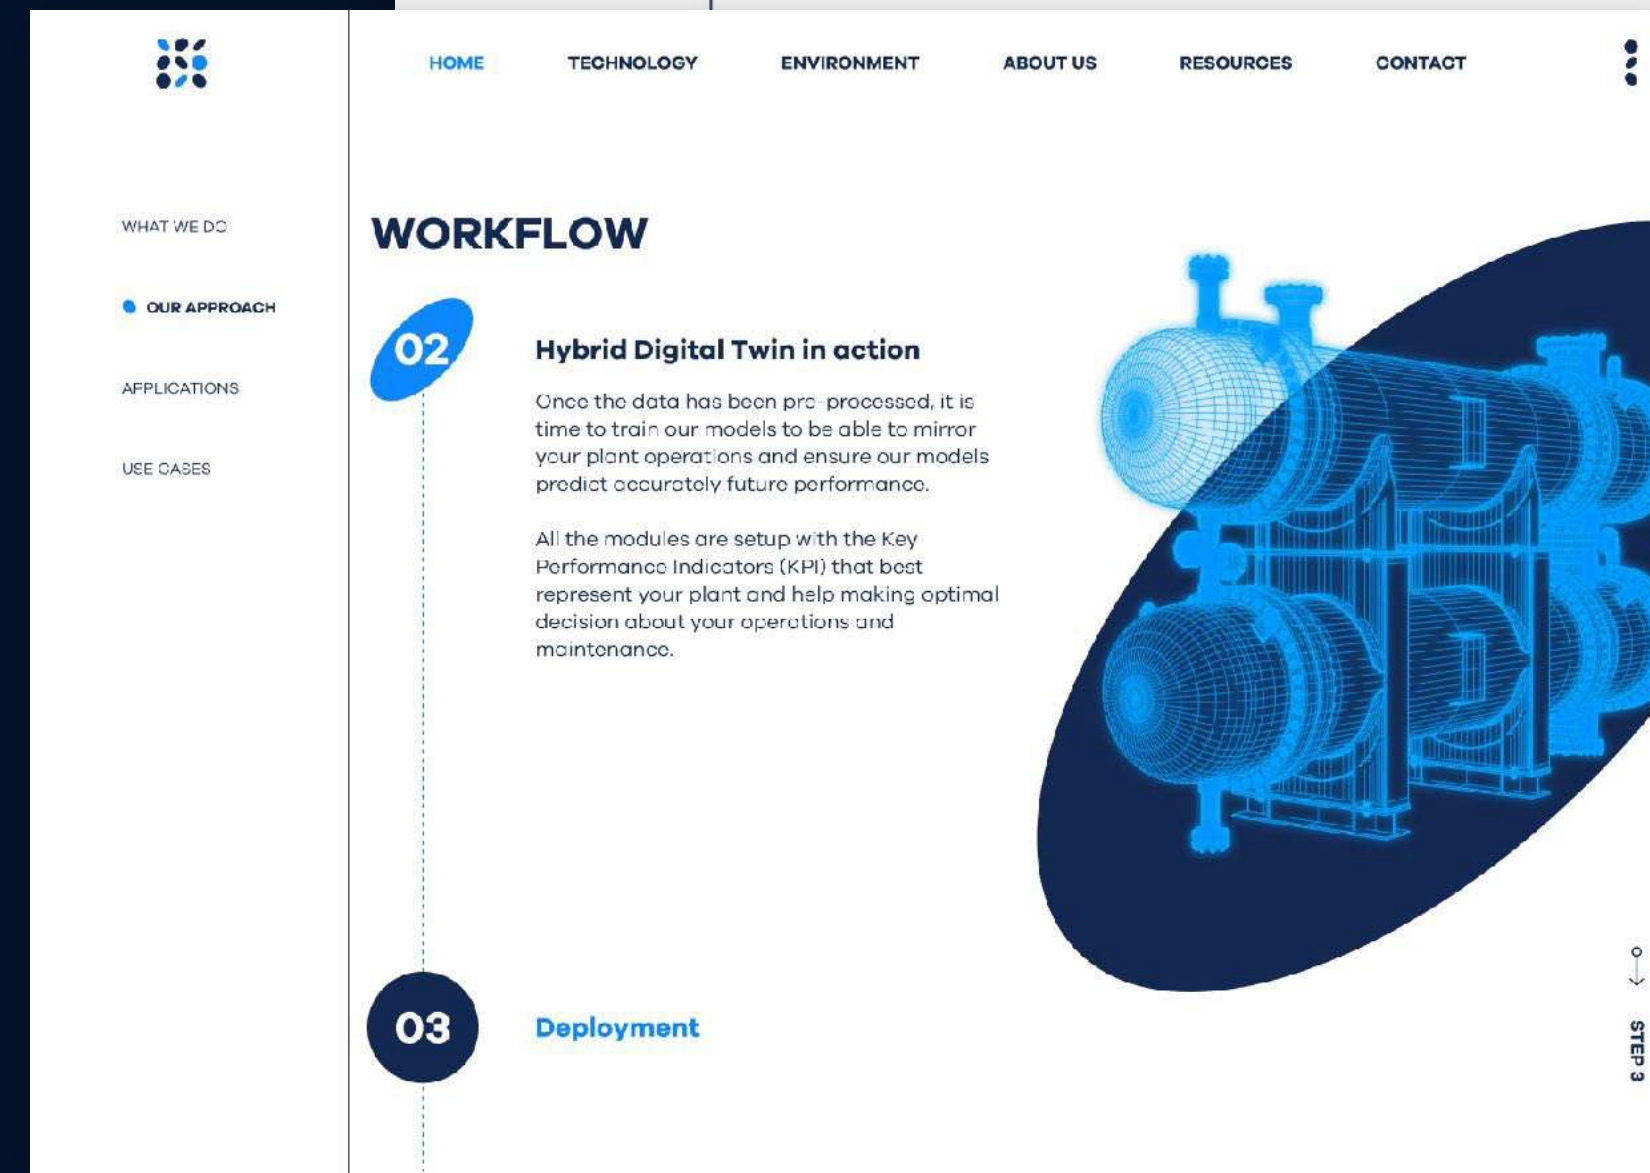 HOME TECHNOLOGY ENVIRONMENT ABOUT US RESOURCES CONTACT
WHAT WE DO
OUR APPROACH
APPLICATIONS
USE CASES
WORKFLOW
02
Hybrid Digital Twin in action
Once the data has been pre-processed, it is
time to train our models to be able to mirror
your plant operations and ensure our models
predict accurately future performance.
All the modules are setup with the Key
Performance Indicators (KPI) that best
represent your plant and help making optimal
decision about your operations and
maintenance.
03
Deployment
STEP 3